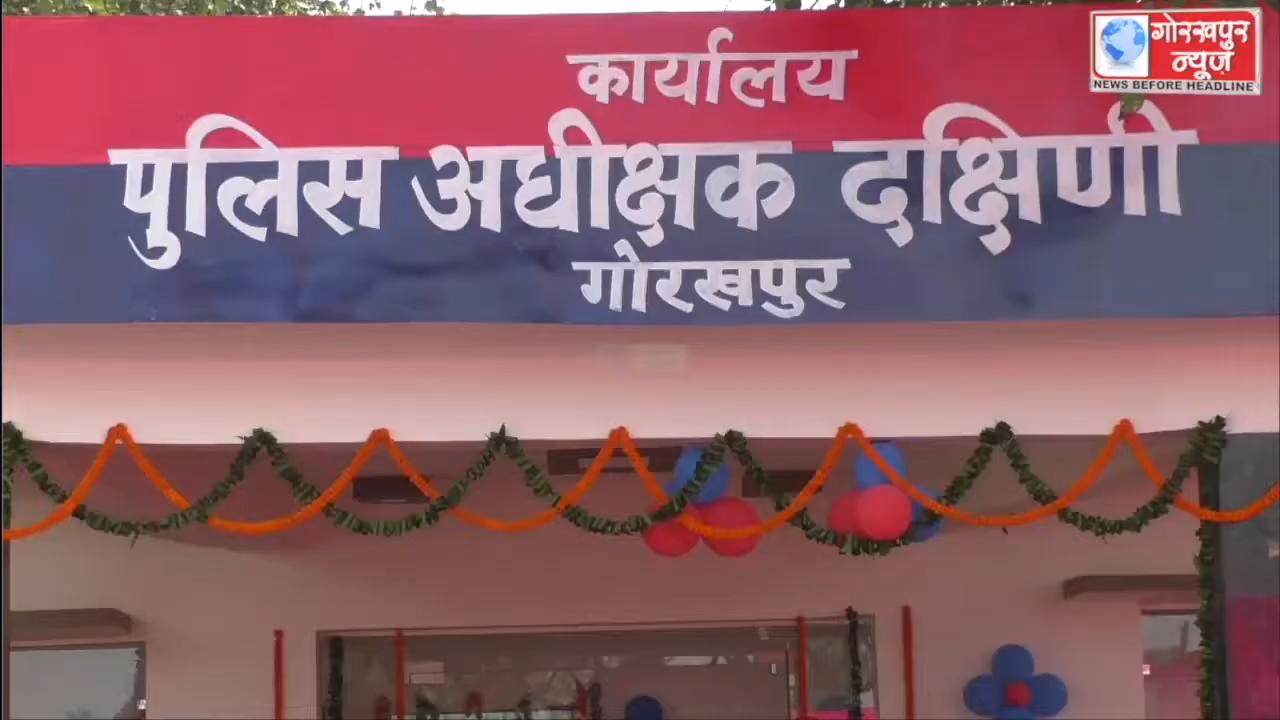 कार्यालय
पुलिस अधीक्षक दक्षिणी
गोरखपुर
गोरखपुर
न्यूज़
NEWS BEFORE HEADLINE